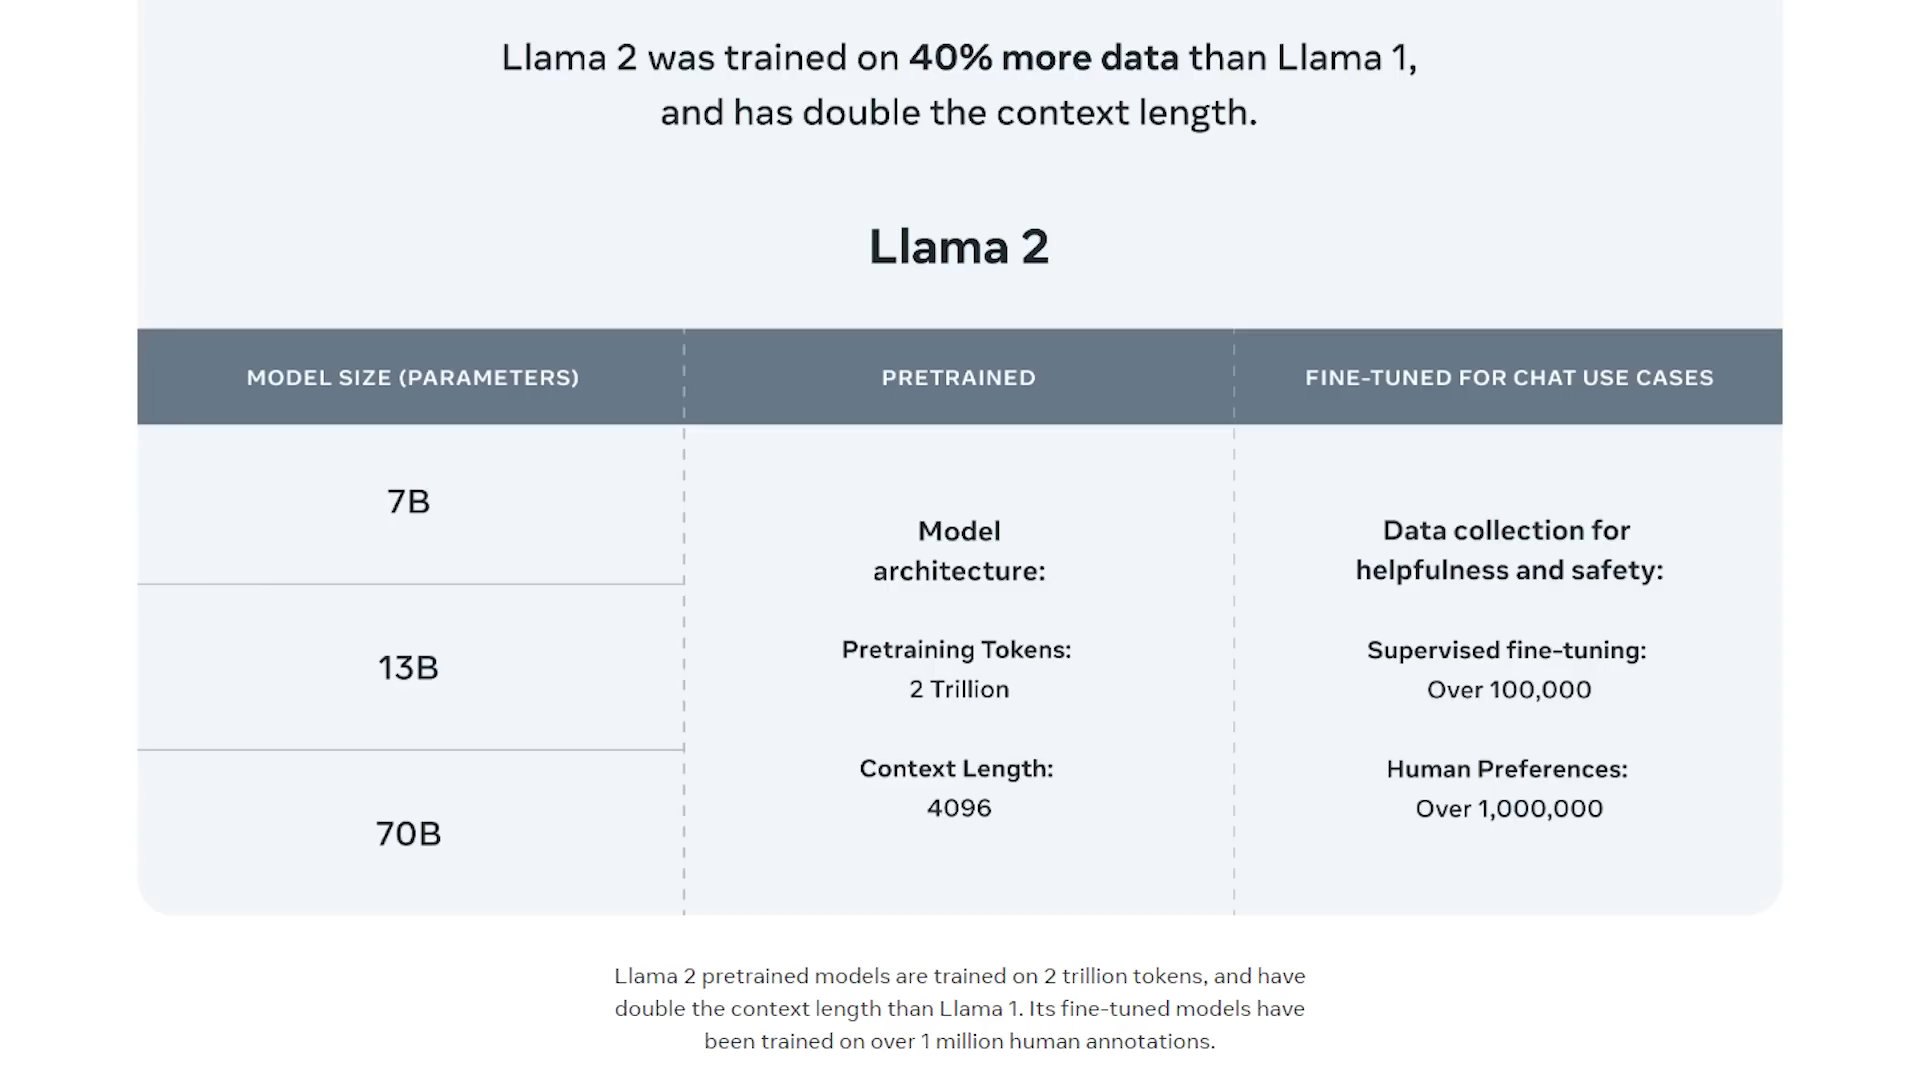 Llama 2 was trained on 40% more data than Llama 1,
and has double the context length.
Llama 2
MODEL SIZE (PARAMETERS)
PRETRAINED
FINE-TUNED FOR CHAT USE CASES
7B
13B
70B
Model
architecture:
Pretraining Tokens:
2 Trillion
Context Length:
4096
Data collection for
helpfulness and safety:
Supervised fine-tuning:
Over 100,000
Human Preferences:
Over 1,000,000
Llama 2 pretrained models are trained on 2 trillion tokens, and have
double the context length than Llama 1. Its fine-tuned models have
been trained on over 1 million human annotations.